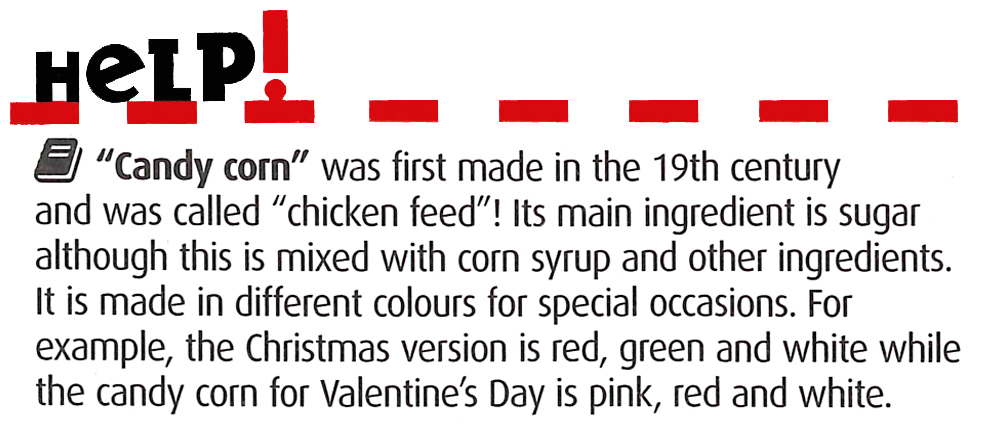 HeLP!
"Candy corn" was first made in the 19th century
and was called "chicken feed"! Its main ingredient is sugar
although this is mixed with corn syrup and other ingredients.
It is made in different colours for special occasions. For
example, the Christmas version is red, green and white while
the candy corn for Valentine's Day is pink, red and white.